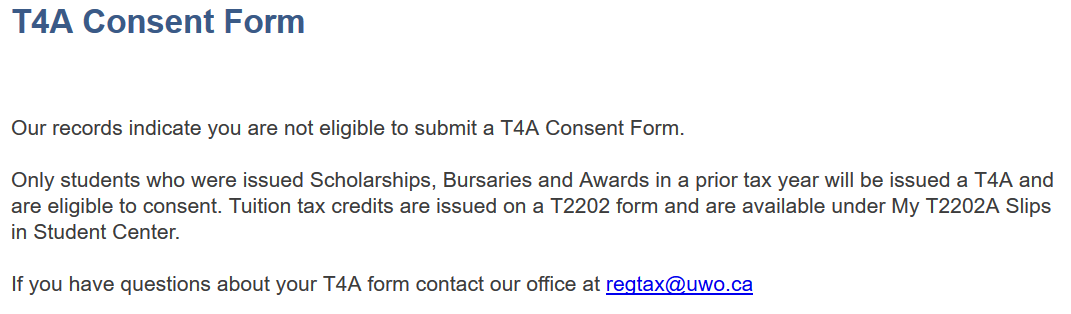 T4A Consent Form
Our records indicate you are not eligible to submit a T4A Consent Form.
Only students who were issued Scholarships, Bursaries and Awards in a prior tax year will be issued a T4A and
are eligible to consent. Tuition tax credits are issued on a T2202 form and are available under My T2202A Slips
in Student Center.
If you have questions about your T4A form contact our office at regtax@uwo.ca